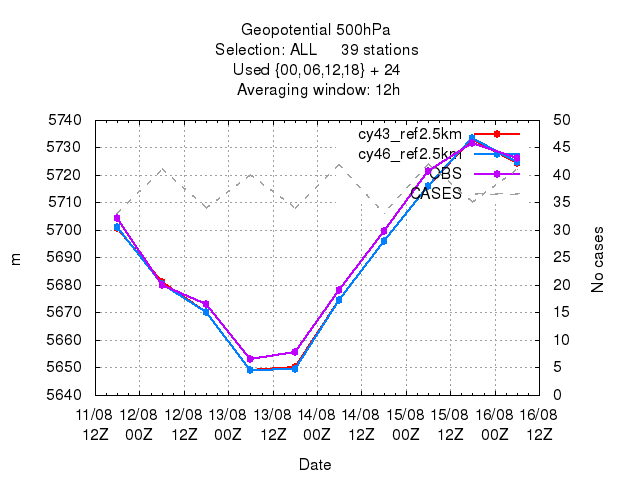 Geopotential 500hPa
Selection: ALL 39 stations
Used {00,06,12,18} + 24
Averaging window: 12h
5740 50
cy43_ref2.5km
5730 45
cy46_ref2.5km
5720 40
OBS
5710 35
CASES
5700 30
5690 25
5680 20
5670 15
5660 10
5650 5
5640 0
m
No cases
11/08 12/08 12/08 13/08 13/08 14/08 14/08 15/08 15/08 16/08 16/08
12Z 00Z 12Z 00Z 12Z 00Z 12Z 00Z 12Z 00Z 12Z
Date